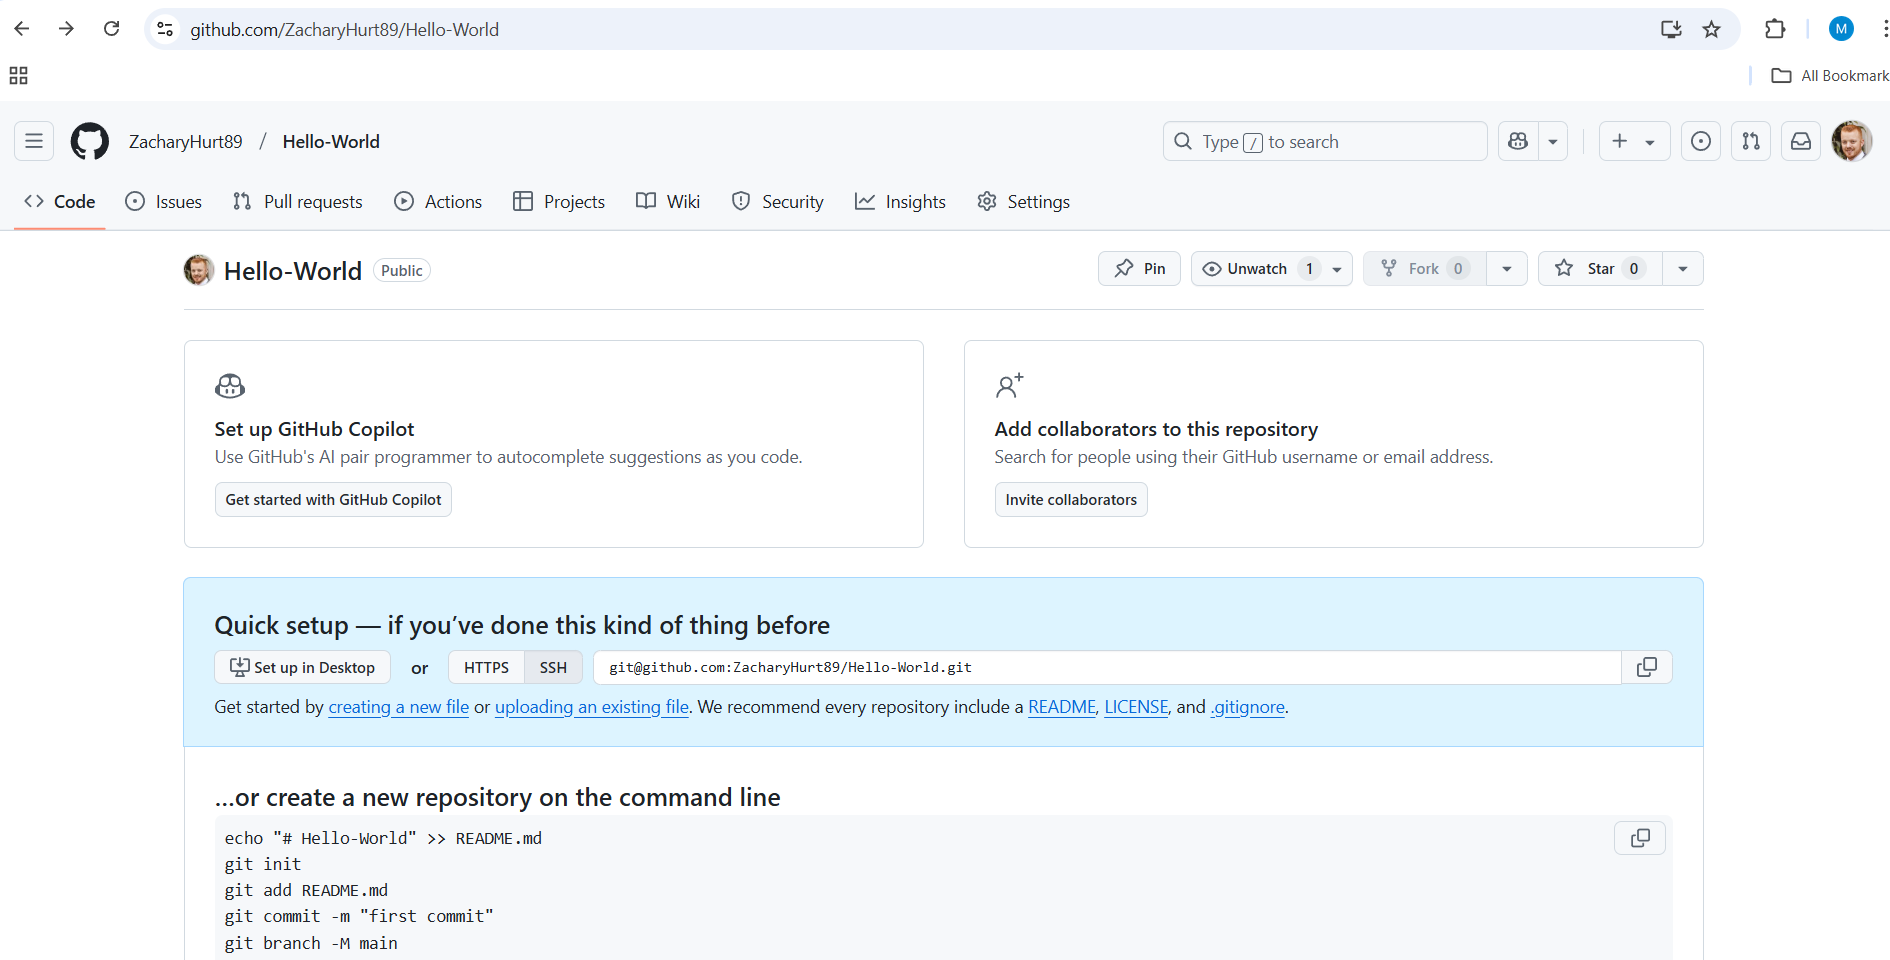 github.com/ZacharyHurt89/Hello-World
M
All Bookmark
ZacharyHurt89 / Hello-World
Type / to search
Code Issues Pull requests Actions Projects Wiki Security Insights Settings
Hello-World Public
Pin Unwatch 1 Fork 0 Star 0
Set up GitHub Copilot
Use GitHub's AI pair programmer to autocomplete suggestions as you code.
Get started with GitHub Copilot
Add collaborators to this repository
Search for people using their GitHub username or email address.
Invite collaborators
Quick setup — if you’ve done this kind of thing before
Set up in Desktop or HTTPS SSH git@github.com:ZacharyHurt89/Hello-World.git
Get started by creating a new file or uploading an existing file. We recommend every repository include a README, LICENSE, and .gitignore.
…or create a new repository on the command line
echo "# Hello-World" >> README.md
git init
git add README.md
git commit -m "first commit"
git branch -M main